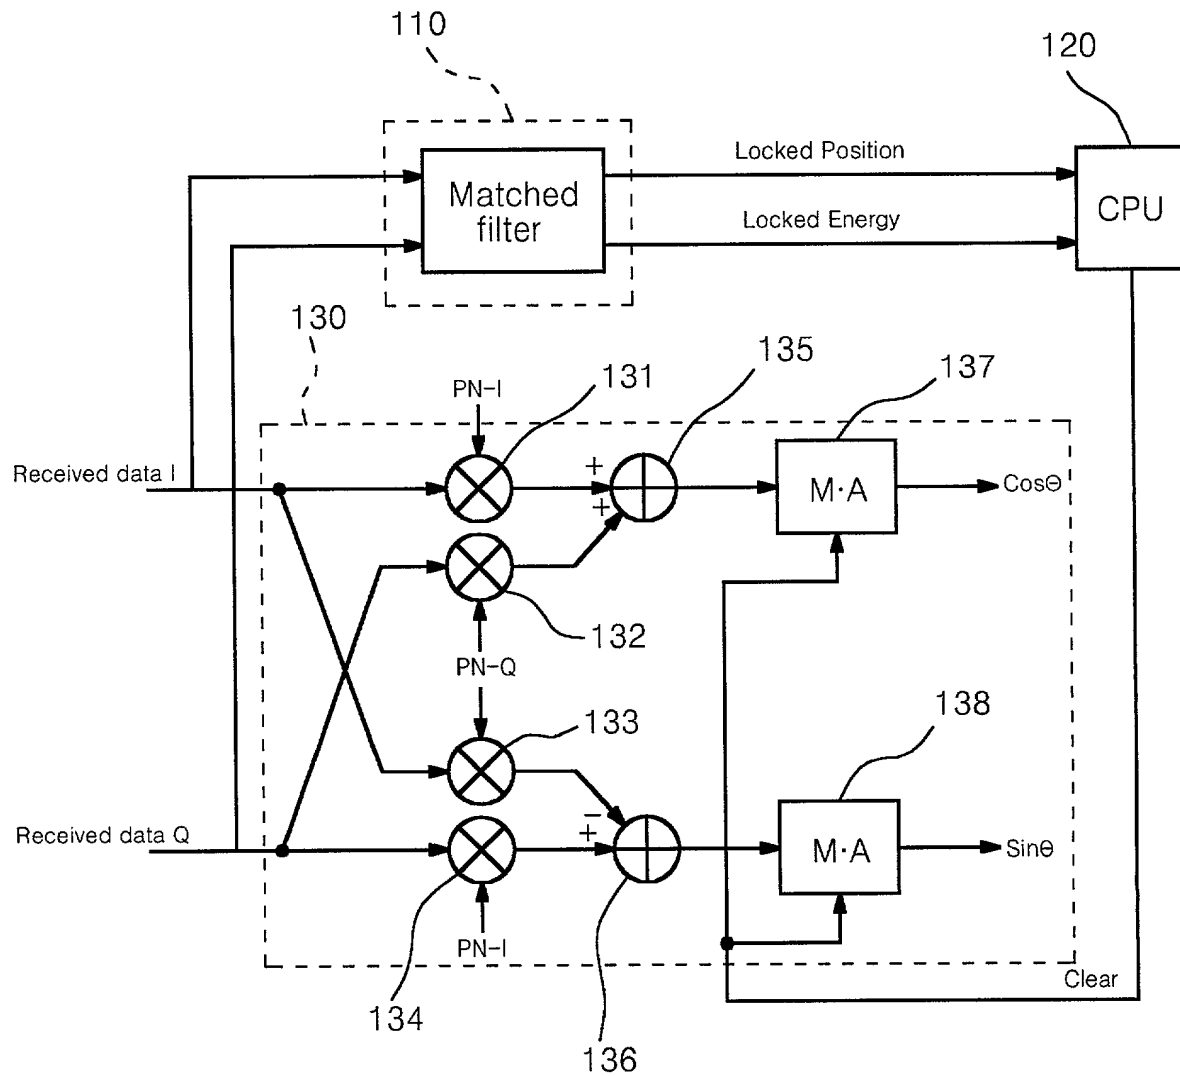 110
120
Locked Position
Matched
filter
CPU
Locked Energy
130
135
131
137
PN-I
Received data I
+
M·A
CosΘ
+
132
PN-Q
133
138
Received data Q
−
+
M·A
SinΘ
PN-I
Clear
134
136